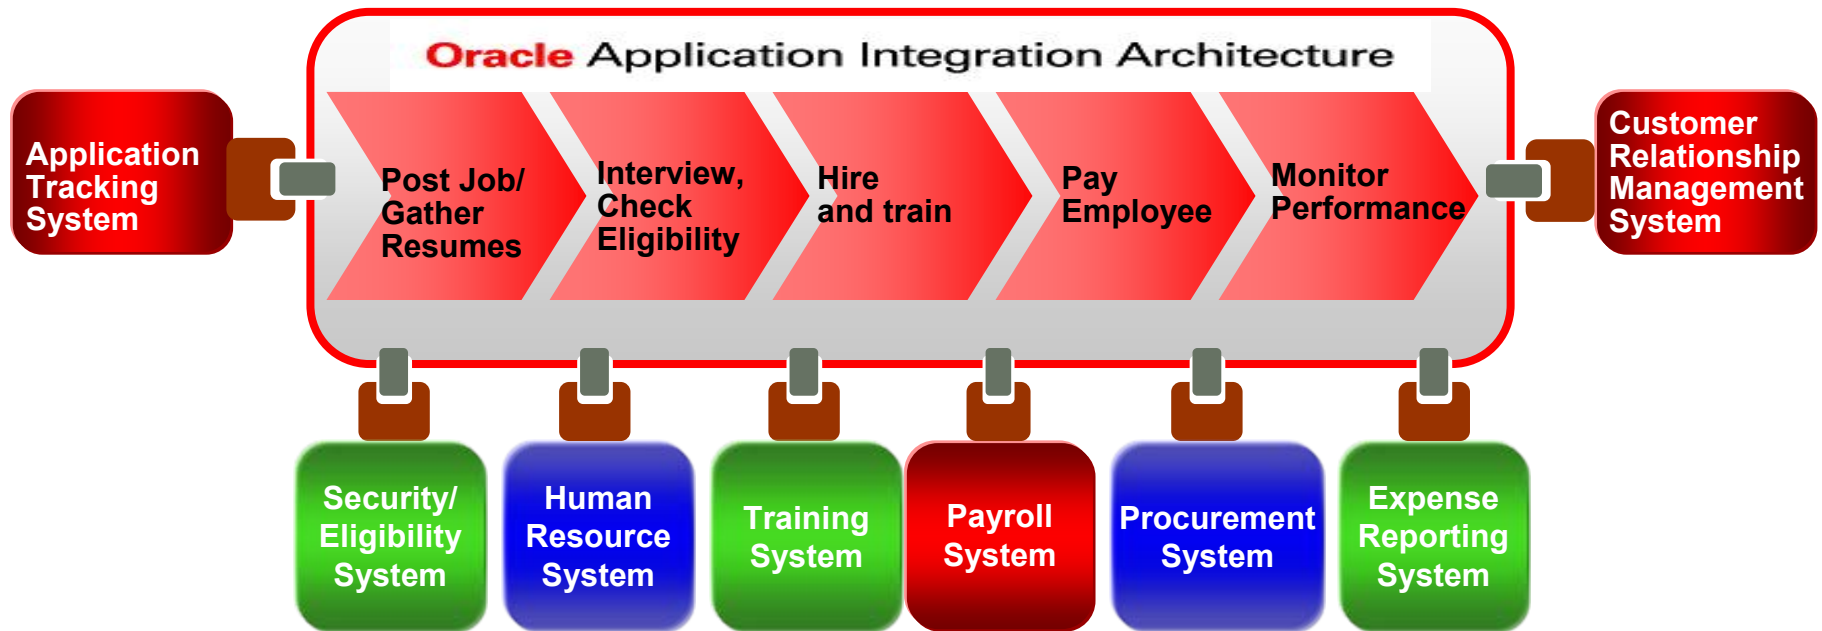 Oracle Application Integration Architecture
Application
Tracking
System
Post Job/
Gather
Resumes
Interview,
Check
Eligibility
Hire
and train
Pay
Employee
Monitor
Performance
Customer
Relationship
Management
System
Security/
Eligibility
System
Human
Resource
System
Training
System
Payroll
System
Procurement
System
Expense
Reporting
System